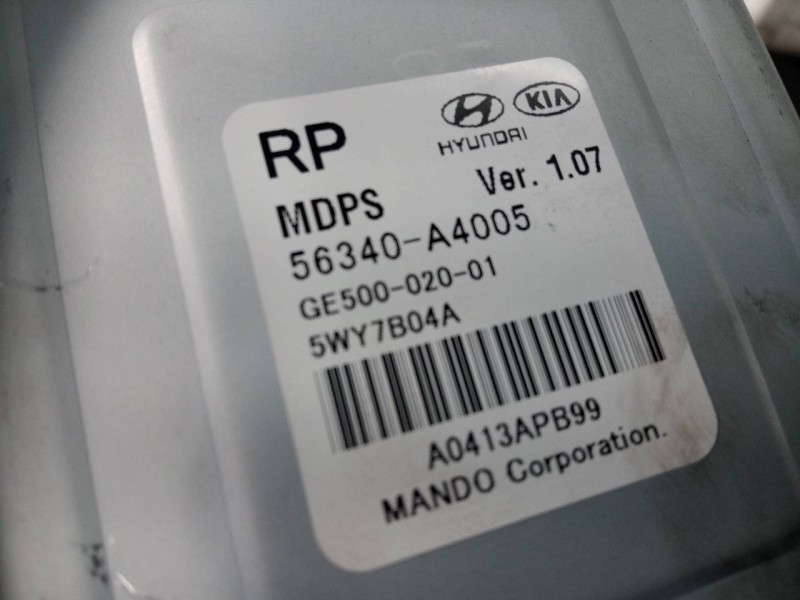 RP
HYUNDAI
KIA
MDPS
Ver. 1.07
56340-A4005
GE500-020-01
5WY7B04A
A0413APB99
MANDO Corporation.